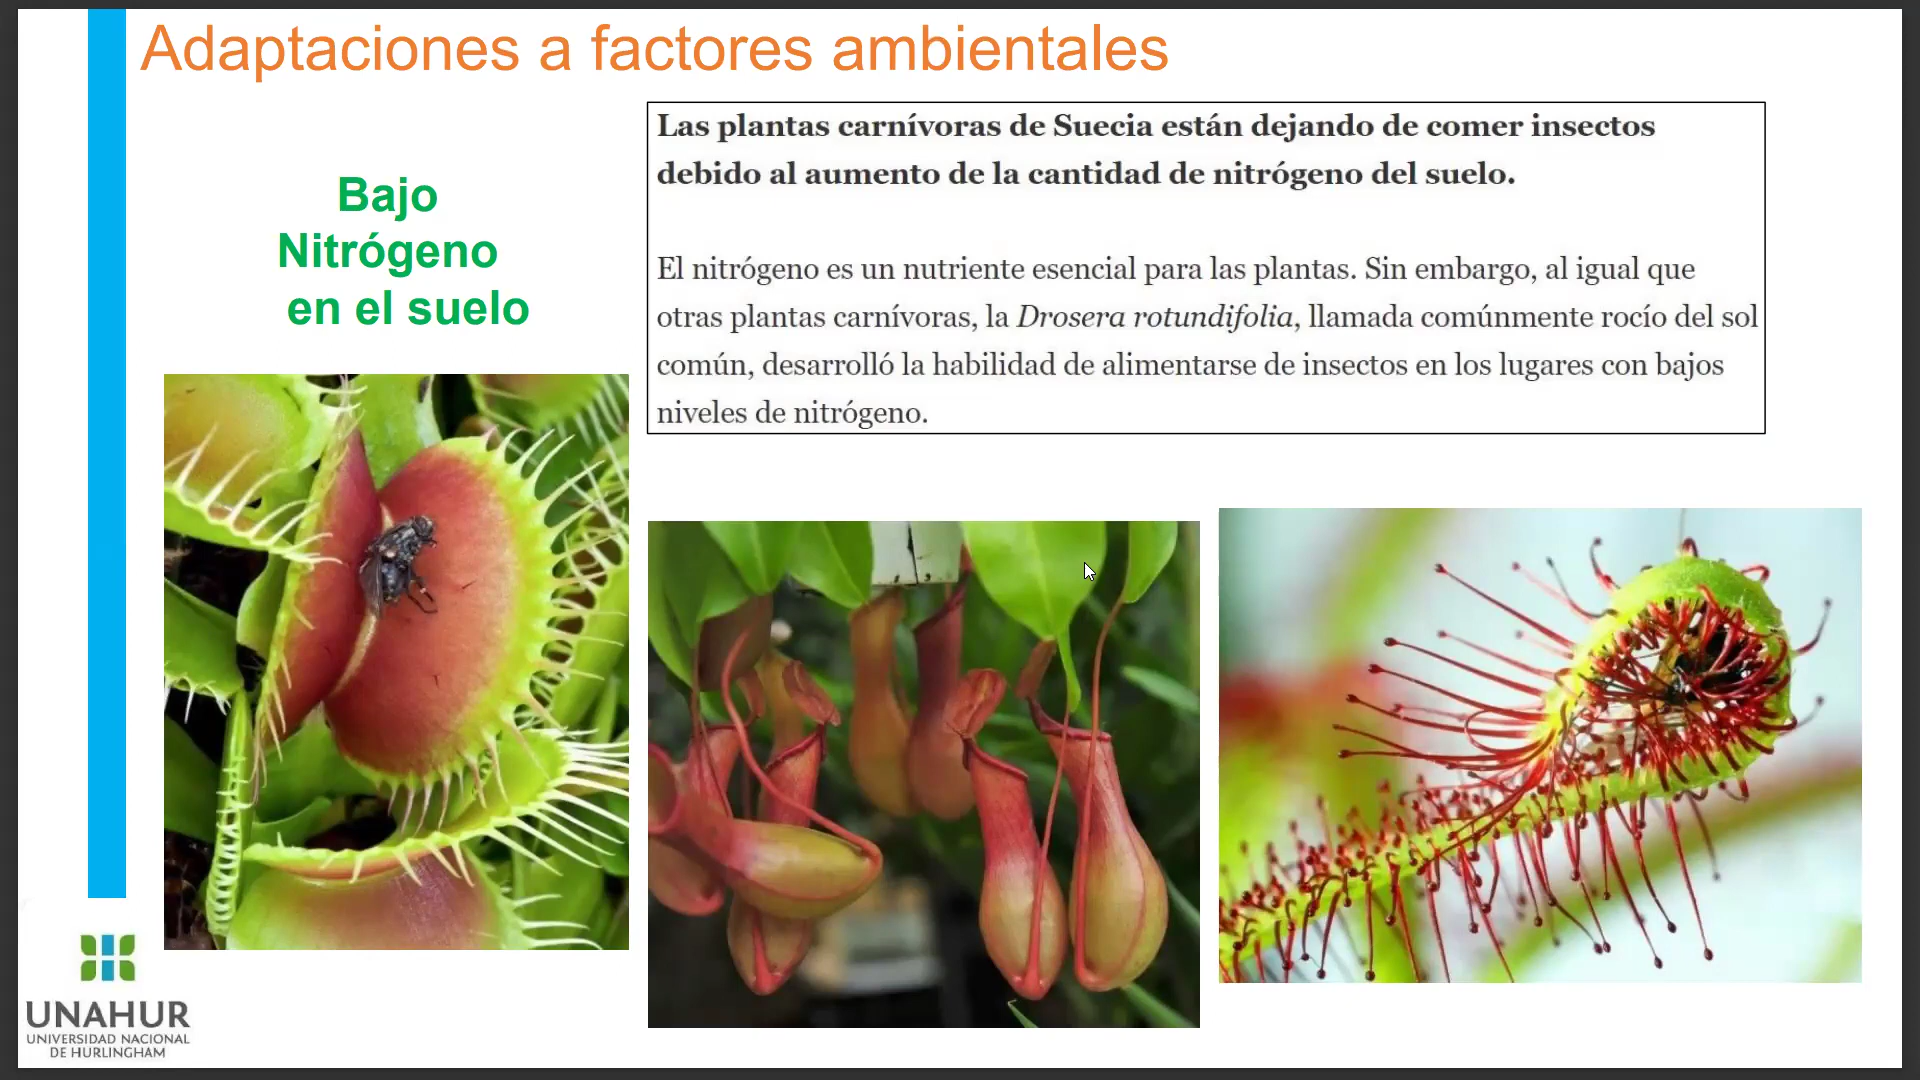 Adaptaciones a factores ambientales
Bajo
Nitrógeno
en el suelo
Las plantas carnívoras de Suecia están dejando de comer insectos
debido al aumento de la cantidad de nitrógeno del suelo.
El nitrógeno es un nutriente esencial para las plantas. Sin embargo, al igual que
otras plantas carnívoras, la Drosera rotundifolia, llamada comúnmente rocío del sol
común, desarrolló la habilidad de alimentarse de insectos en los lugares con bajos
niveles de nitrógeno.
UNAHUR
UNIVERSIDAD NACIONAL
DE HURLINGHAM